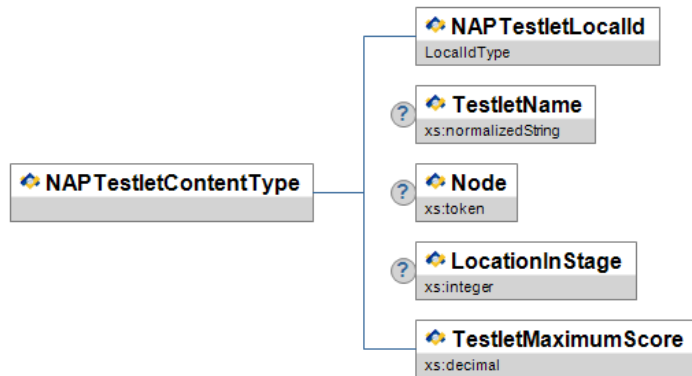 NAPTestletLocalId
LocalIdType
?
TestletName
xs:normalizedString
NAPTestletContentType
?
Node
xs:token
?
LocationInStage
xs:integer
TestletMaximumScore
xs:decimal